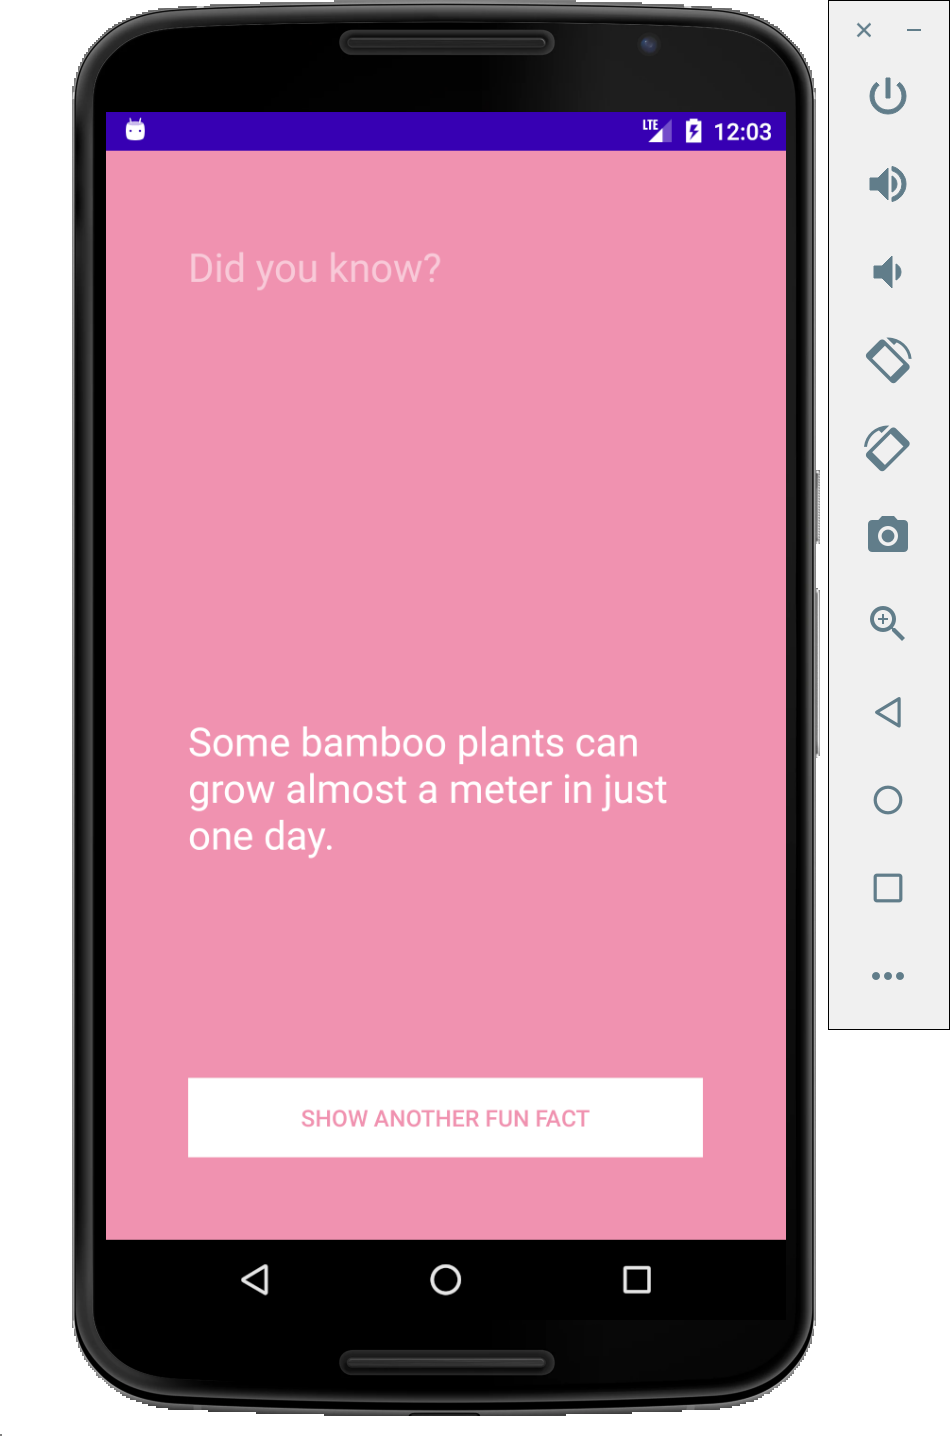 LTE 12:03
Did you know?
Some bamboo plants can
grow almost a meter in just
one day.
SHOW ANOTHER FUN FACT